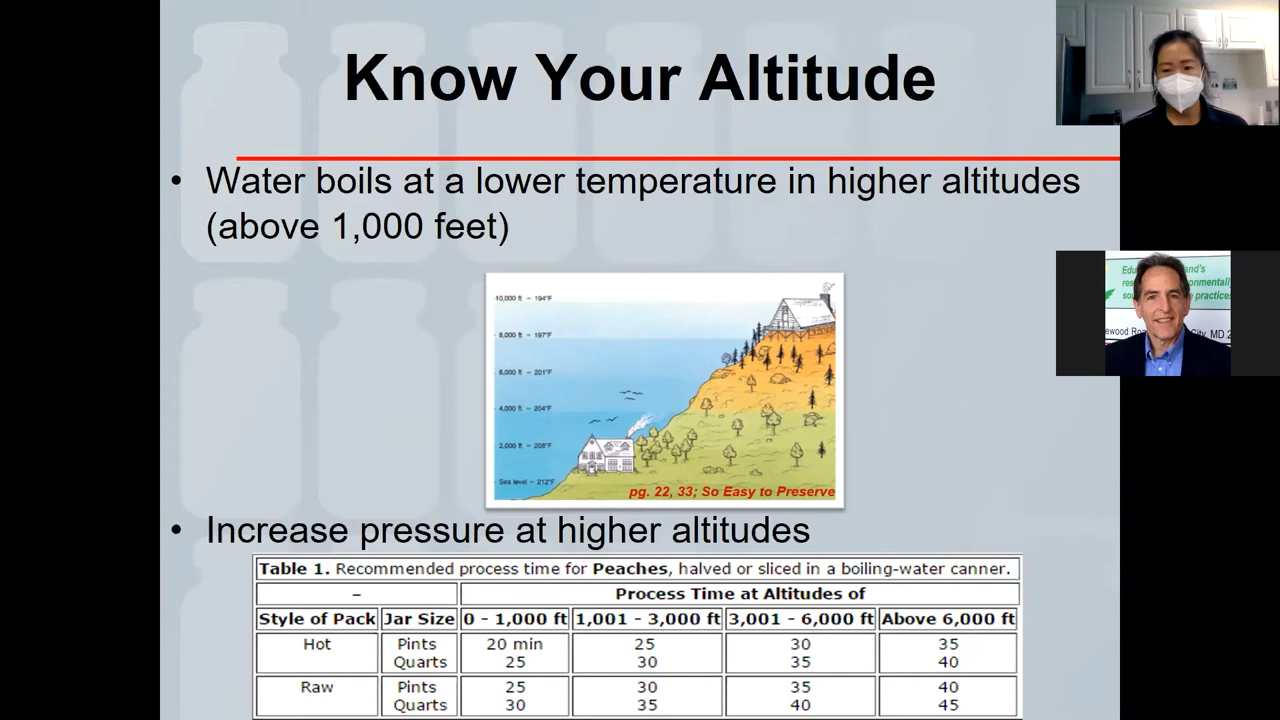 Know Your Altitude
• Water boils at a lower temperature in higher altitudes
(above 1,000 feet)
10,000 ft – 194°F
8,000 ft – 197°F
6,000 ft – 201°F
4,000 ft – 204°F
2,000 ft – 208°F
Sea level – 212°F
pg. 22, 33; So Easy to Preserve
• Increase pressure at higher altitudes
Table 1. Recommended process time for Peaches, halved or sliced in a boiling-water canner.
– Process Time at Altitudes of
Style of Pack Jar Size 0 - 1,000 ft 1,001 - 3,000 ft 3,001 - 6,000 ft Above 6,000 ft
Hot Pints 20 min 25 30 35
Quarts 25 30 35 40
Raw Pints 25 30 35 40
Quarts 30 35 40 45
City, MD